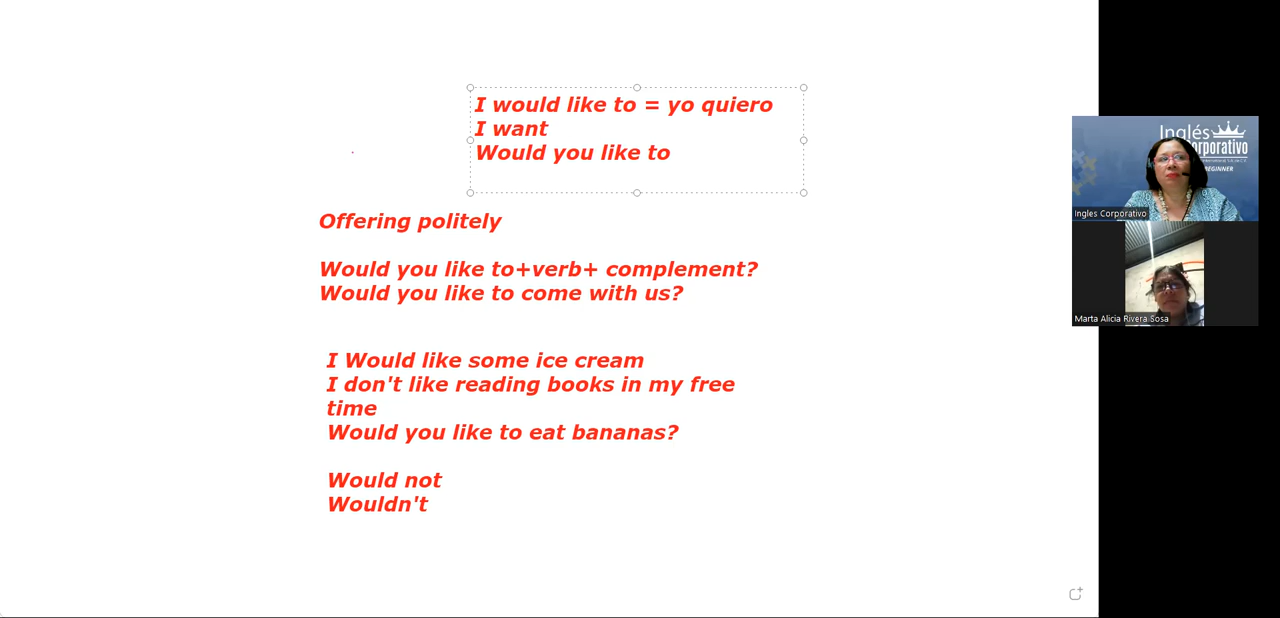 I would like to = yo quiero
I want
Would you like to
Offering politely
Would you like to+verb+ complement?
Would you like to come with us?
I Would like some ice cream
I don't like reading books in my free
time
Would you like to eat bananas?
Would not
Wouldn't
Inglés
orporativo
BEGINNER
Ingles Corporativo
Marta Alicia Rivera Sosa